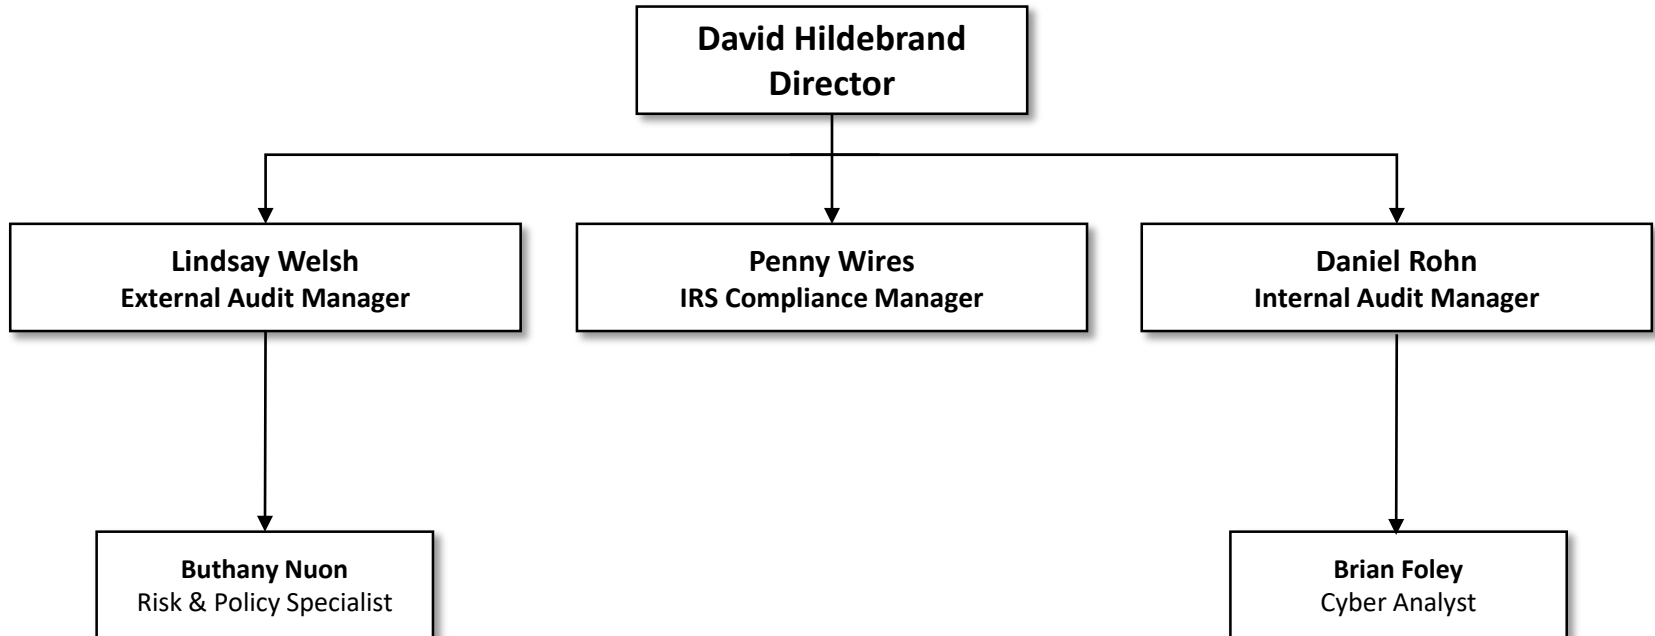 David Hildebrand
Director
Lindsay Welsh
External Audit Manager
Penny Wires
IRS Compliance Manager
Daniel Rohn
Internal Audit Manager
Buthany Nuon
Risk & Policy Specialist
Brian Foley
Cyber Analyst